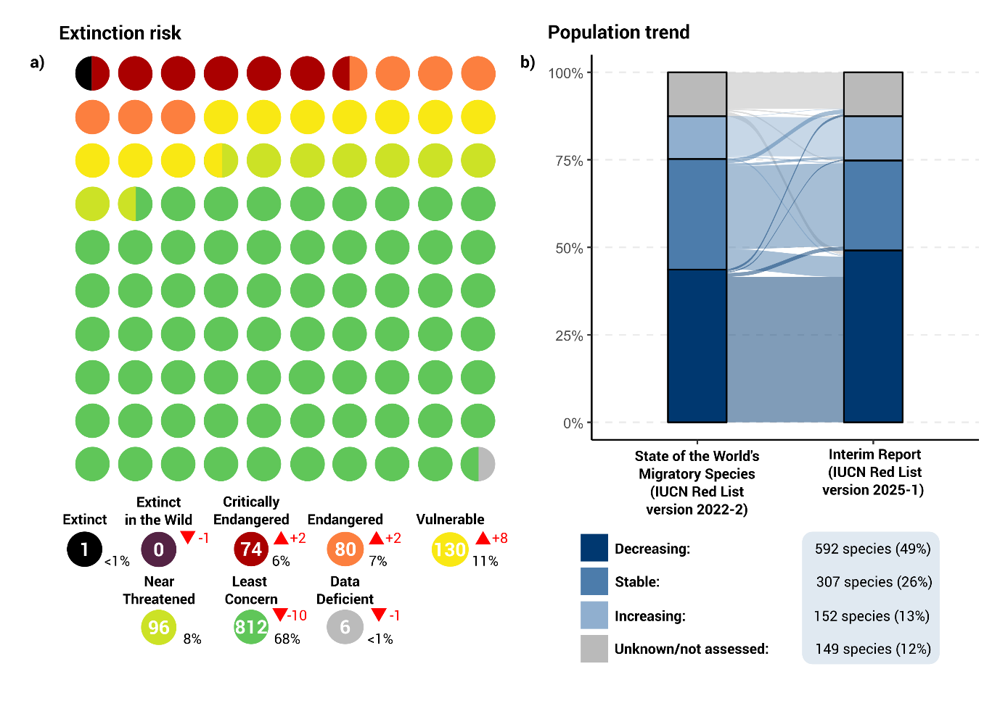 Extinction risk
a)
Extinct
1
<1%
Extinct
in the Wild
0
-1
Critically
Endangered
74
+2
6%
Endangered
80
+2
7%
Vulnerable
130
+8
11%
Near
Threatened
96
8%
Least
Concern
812
-10
68%
Data
Deficient
6
-1
<1%
Population trend
b)
100%
75%
50%
25%
0%
State of the World's
Migratory Species
(IUCN Red List
version 2022-2)
Interim Report
(IUCN Red List
version 2025-1)
Decreasing: 592 species (49%)
Stable: 307 species (26%)
Increasing: 152 species (13%)
Unknown/not assessed: 149 species (12%)